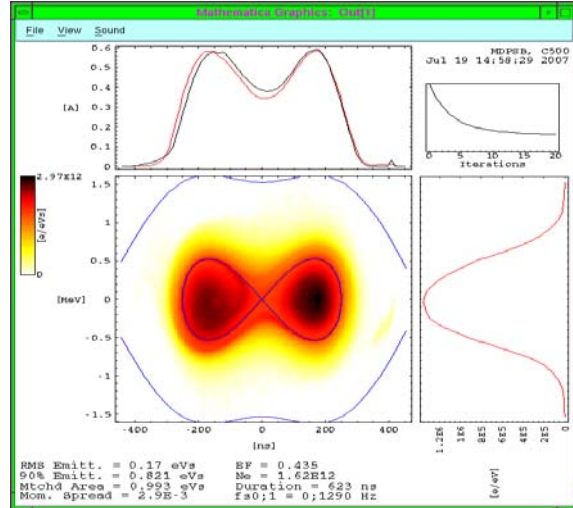 Mathematica Graphics: Out[1]
File View Sound
MDPSB, C500
Jul 19 14:58:29 2007
0.6
0.5
0.4
[A]
0.3
0.2
0.1
0
0 5 10 15 20
Iterations
2.97E12
[e/eVs]
0
1.5
1
0.5
[MeV] 0
-0.5
-1
-1.5
-400 -200 0 200 400
[ns]
1.2E6 1E6 8E5 6E5 4E5 2E5 0
[e/eV]
RMS Emitt. = 0.17 eVs BF = 0.435
90% Emitt. = 0.821 eVs Ne = 1.62E12
Mtchd Area = 0.993 eVs Duration = 623 ns
Mom. Spread = 2.9E-3 fs0;1 = 0;1290 Hz